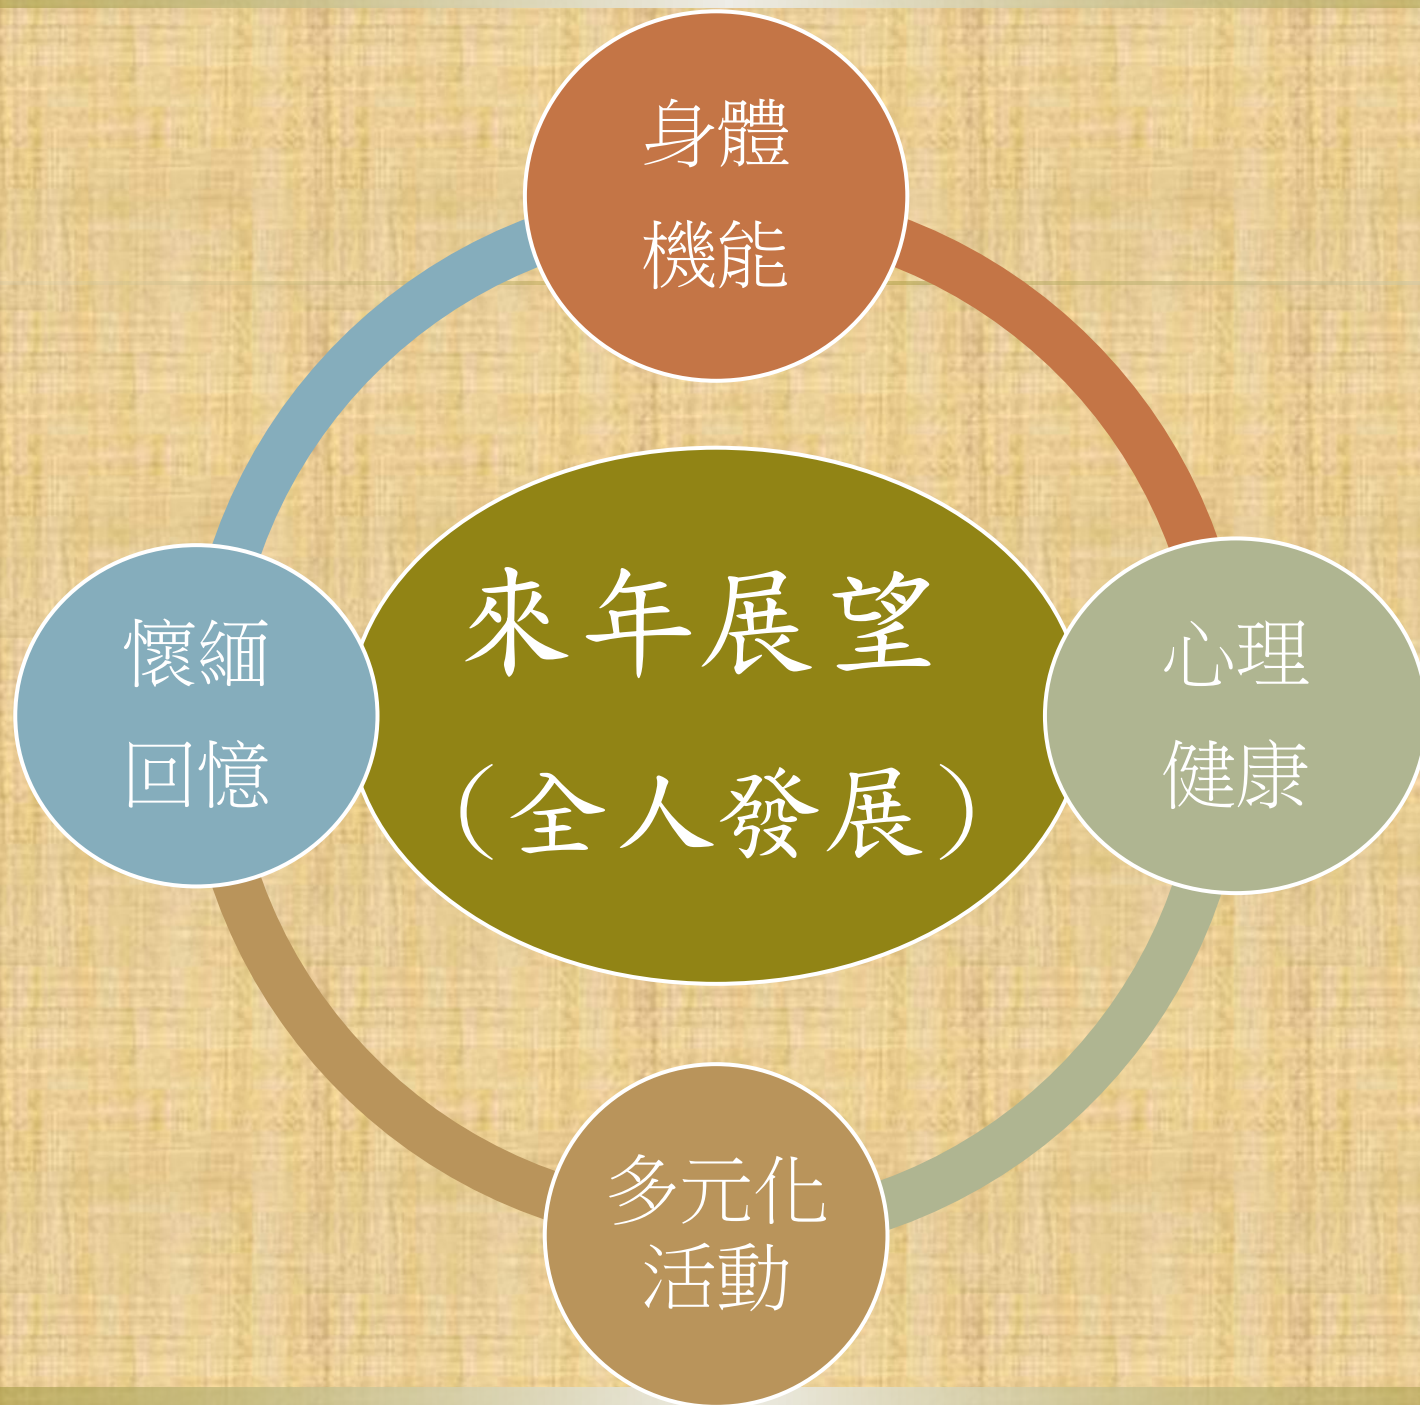 身體
機能
來年展望
（全人發展）
懷緬
回憶
心理
健康
多元化
活動